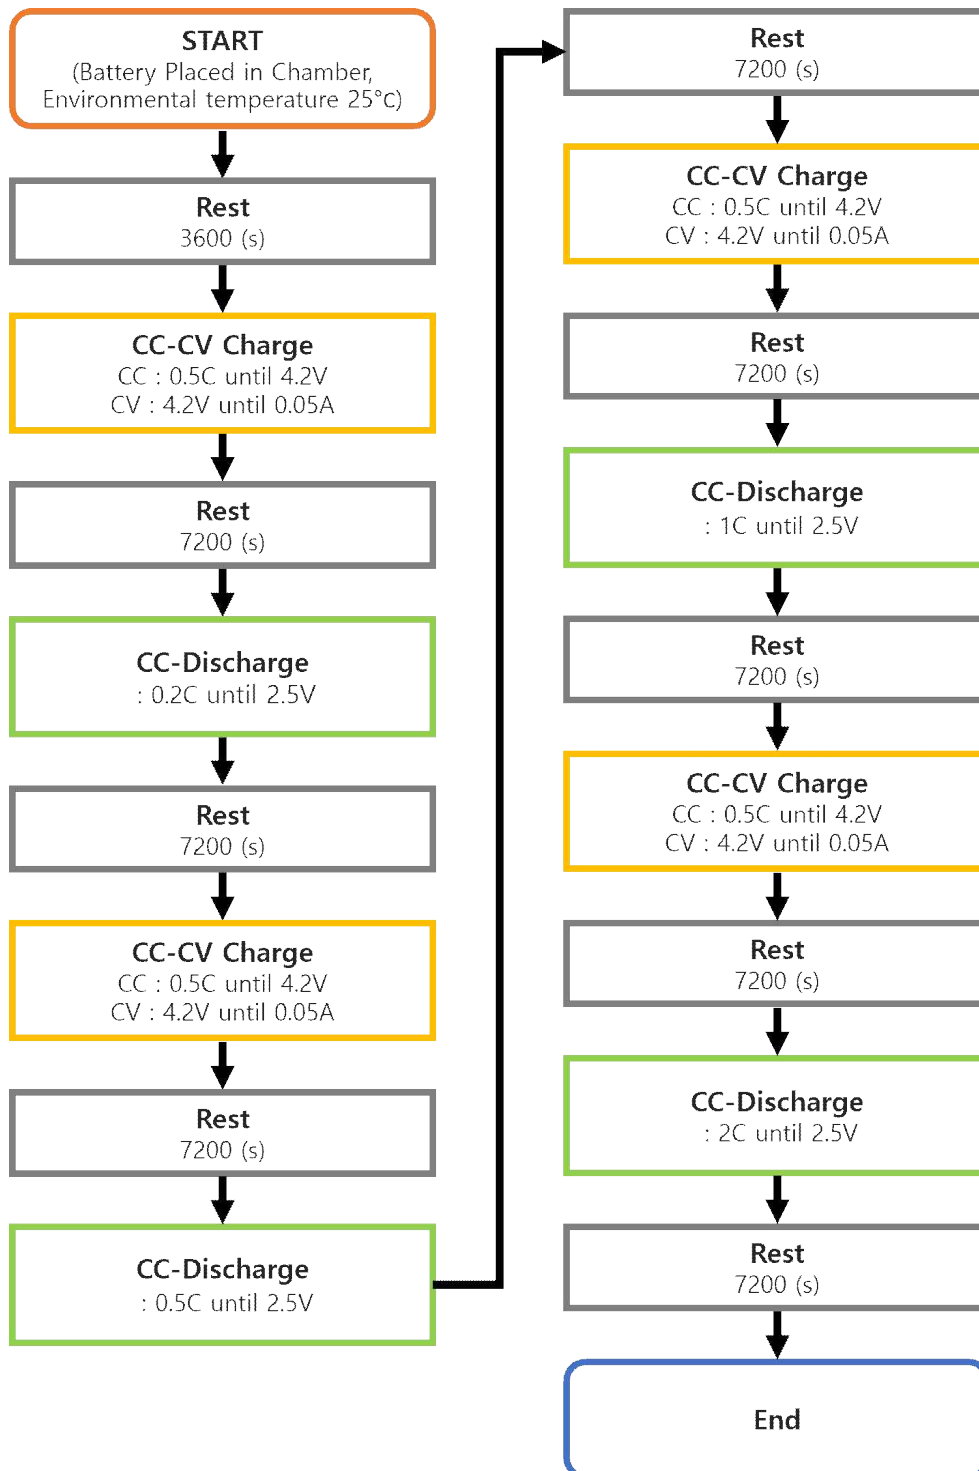 START
(Battery Placed in Chamber,
Environmental temperature 25°c)
Rest
3600 (s)
CC-CV Charge
CC : 0.5C until 4.2V
CV : 4.2V until 0.05A
Rest
7200 (s)
CC-Discharge
: 0.2C until 2.5V
Rest
7200 (s)
CC-CV Charge
CC : 0.5C until 4.2V
CV : 4.2V until 0.05A
Rest
7200 (s)
CC-Discharge
: 0.5C until 2.5V
Rest
7200 (s)
CC-CV Charge
CC : 0.5C until 4.2V
CV : 4.2V until 0.05A
Rest
7200 (s)
CC-Discharge
: 1C until 2.5V
Rest
7200 (s)
CC-CV Charge
CC : 0.5C until 4.2V
CV : 4.2V until 0.05A
Rest
7200 (s)
CC-Discharge
: 2C until 2.5V
Rest
7200 (s)
End